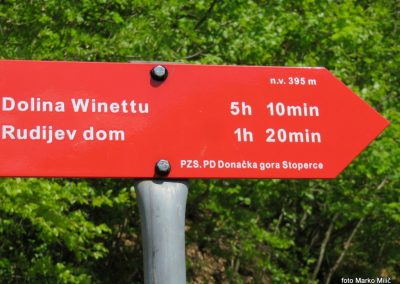 n.v. 395 m
Dolina Winettu 5h 10min
Rudijev dom 1h 20min
PZS. PD Donačka gora Stoperce
foto Marko Milič